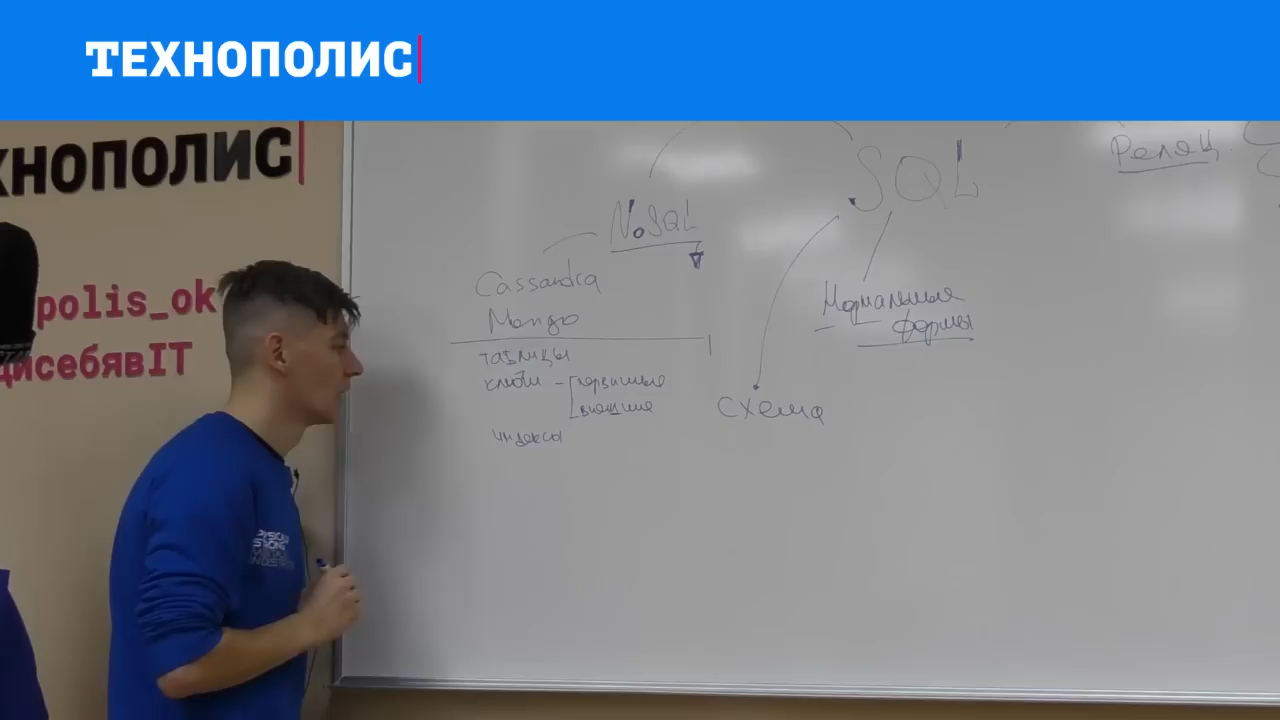 ТЕХНОПОЛИС
ХНОПОЛИС
polis_ok
дисебявIT
Реляц.
SQL
NoSQL
Cassandra
Mongo
Нормальные
формы
таблицы
ключи - первичные
внешние
индексы
схема